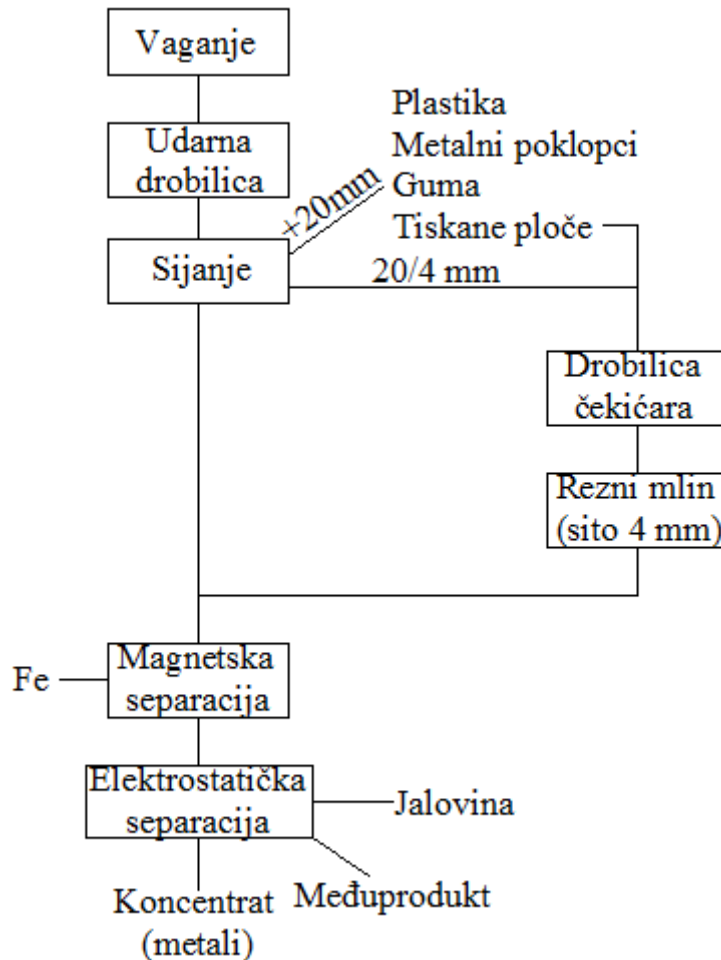 Vaganje
Udarna
drobilica
Plastika
Metalni poklopci
Guma
Tiskane ploče
+20mm
Sijanje
20/4 mm
Drobilica
čekićara
Rezni mlin
(sito 4 mm)
Magnetska
separacija
Fe
Elektrostatička
separacija
Jalovina
Međuprodukt
Koncentrat
(metali)